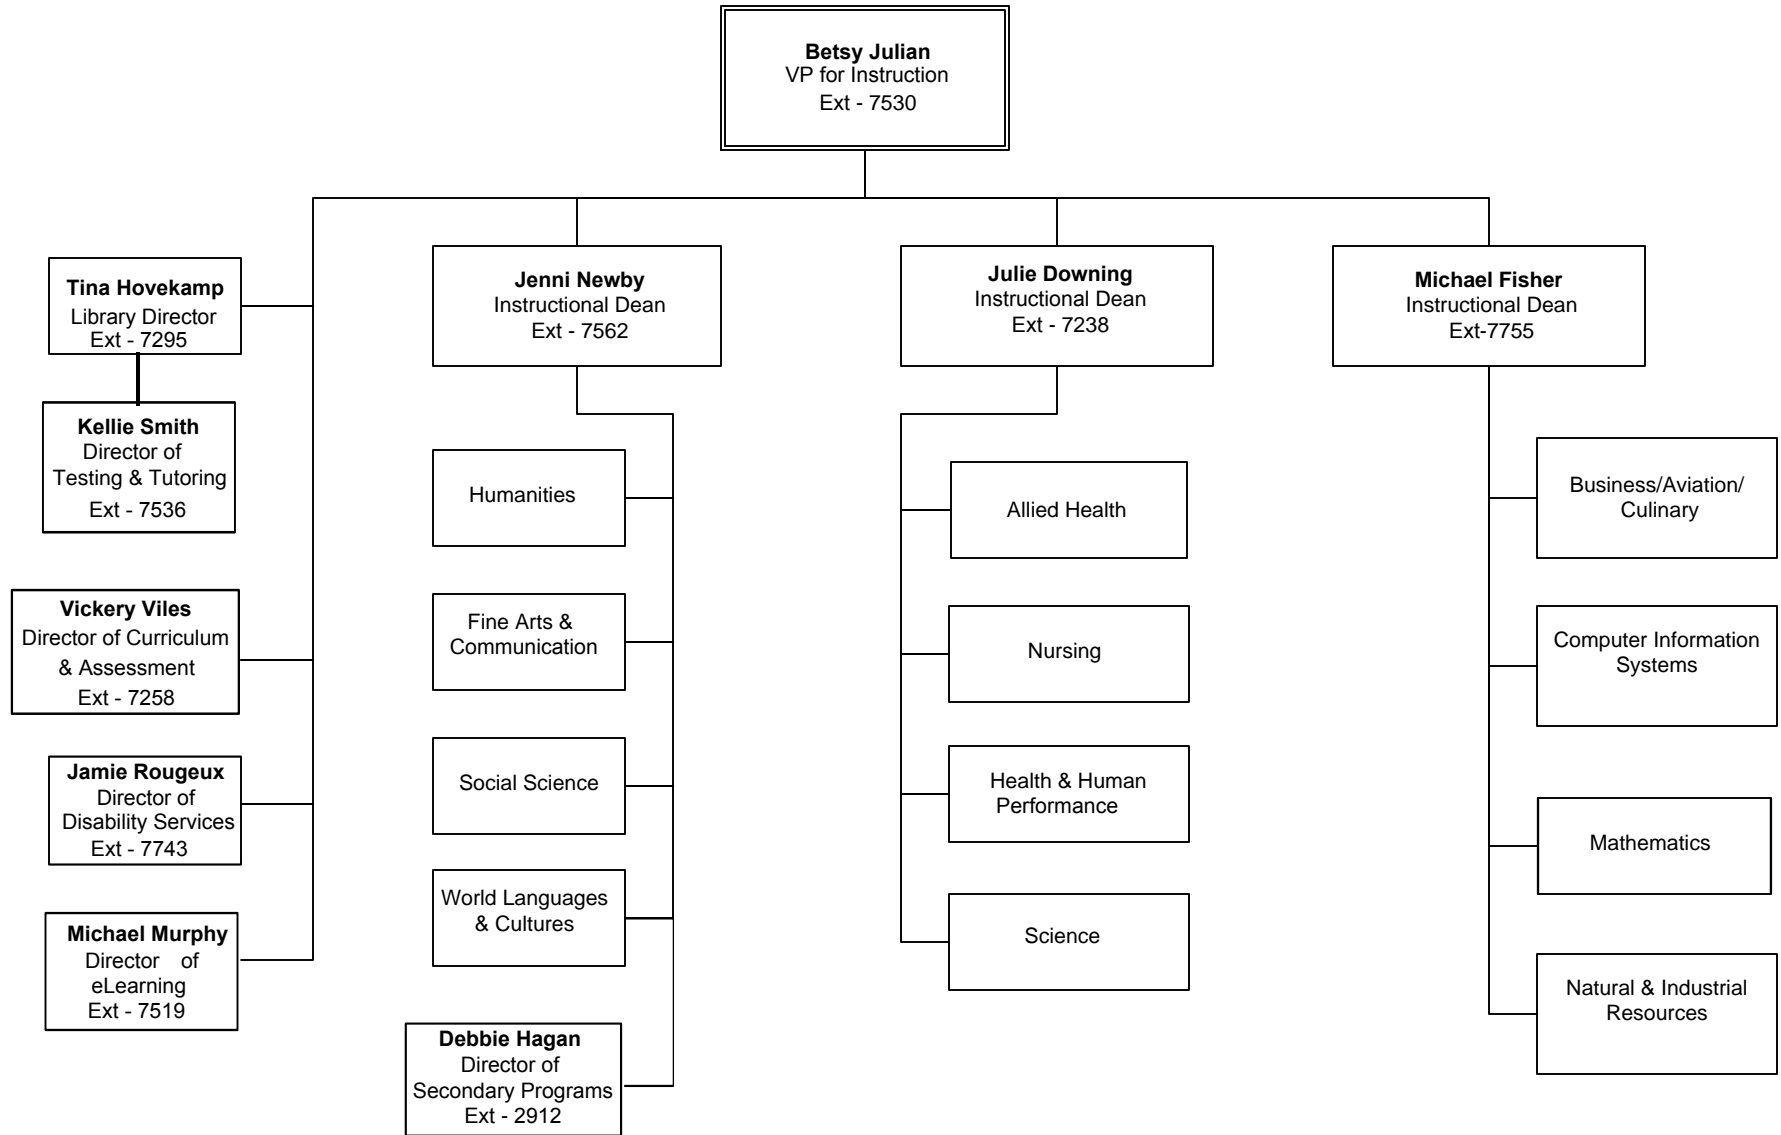 Betsy Julian
VP for Instruction
Ext - 7530
Tina Hovekamp
Library Director
Ext - 7295
Kellie Smith
Director of
Testing & Tutoring
Ext - 7536
Vickery Viles
Director of Curriculum
& Assessment
Ext - 7258
Jamie Rougeux
Director of
Disability Services
Ext - 7743
Michael Murphy
Director of
eLearning
Ext - 7519
Jenni Newby
Instructional Dean
Ext - 7562
Humanities
Fine Arts &
Communication
Social Science
World Languages
& Cultures
Debbie Hagan
Director of
Secondary Programs
Ext - 2912
Julie Downing
Instructional Dean
Ext - 7238
Allied Health
Nursing
Health & Human
Performance
Science
Michael Fisher
Instructional Dean
Ext-7755
Business/Aviation/
Culinary
Computer Information
Systems
Mathematics
Natural & Industrial
Resources